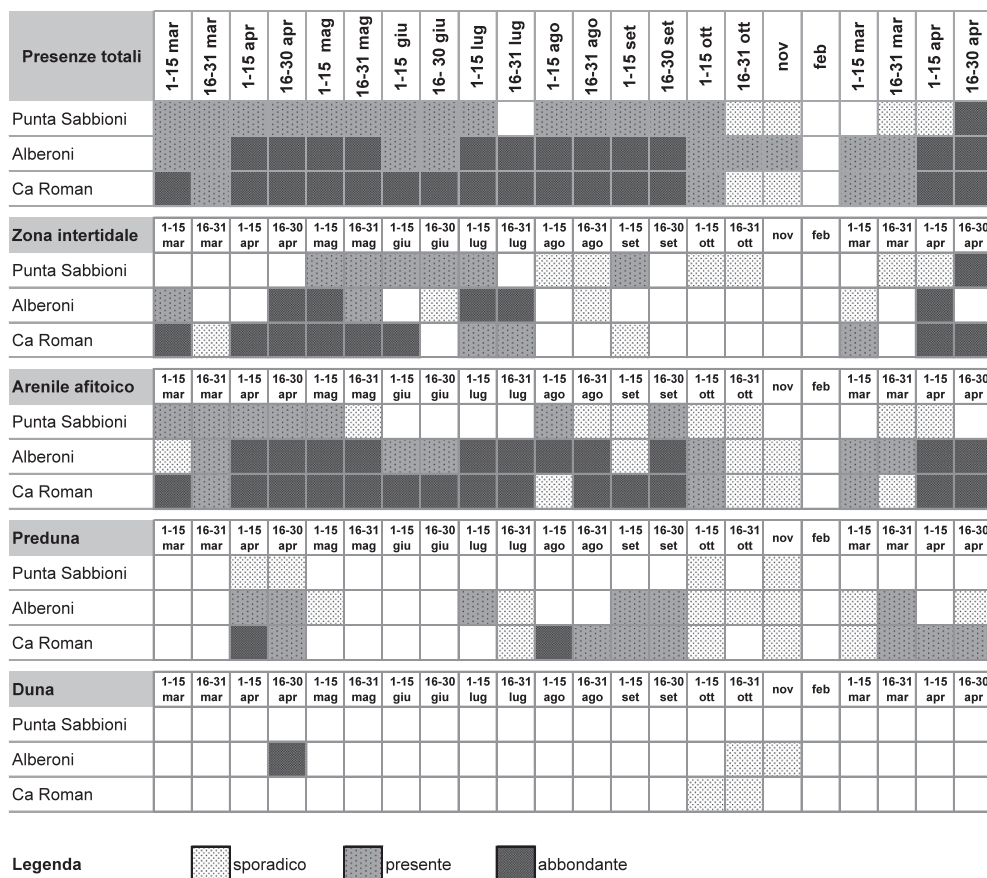 Presenze totali 1-15 mar 16-31 mar 1-15 apr 16-30 apr 1-15 mag 16-31 mag 1-15 giu 16- 30 giu 1-15 lug 16-31 lug 1-15 ago 16-31 ago 1-15 set 16-30 set 1-15 ott 16-31 ott nov feb 1-15 mar 16-31 mar 1-15 apr 16-30 apr
Punta Sabbioni
Alberoni
Ca Roman
Zona intertidale 1-15 mar 16-31 mar 1-15 apr 16-30 apr 1-15 mag 16-31 mag 1-15 giu 16-30 giu 1-15 lug 16-31 lug 1-15 ago 16-31 ago 1-15 set 16-30 set 1-15 ott 16-31 ott nov feb 1-15 mar 16-31 mar 1-15 apr 16-30 apr
Punta Sabbioni
Alberoni
Ca Roman
Arenile afitoico 1-15 mar 16-31 mar 1-15 apr 16-30 apr 1-15 mag 16-31 mag 1-15 giu 16-30 giu 1-15 lug 16-31 lug 1-15 ago 16-31 ago 1-15 set 16-30 set 1-15 ott 16-31 ott nov feb 1-15 mar 16-31 mar 1-15 apr 16-30 apr
Punta Sabbioni
Alberoni
Ca Roman
Preduna 1-15 mar 16-31 mar 1-15 apr 16-30 apr 1-15 mag 16-31 mag 1-15 giu 16-30 giu 1-15 lug 16-31 lug 1-15 ago 16-31 ago 1-15 set 16-30 set 1-15 ott 16-31 ott nov feb 1-15 mar 16-31 mar 1-15 apr 16-30 apr
Punta Sabbioni
Alberoni
Ca Roman
Duna 1-15 mar 16-31 mar 1-15 apr 16-30 apr 1-15 mag 16-31 mag 1-15 giu 16-30 giu 1-15 lug 16-31 lug 1-15 ago 16-31 ago 1-15 set 16-30 set 1-15 ott 16-31 ott nov feb 1-15 mar 16-31 mar 1-15 apr 16-30 apr
Punta Sabbioni
Alberoni
Ca Roman
Legenda sporadico presente abbondante